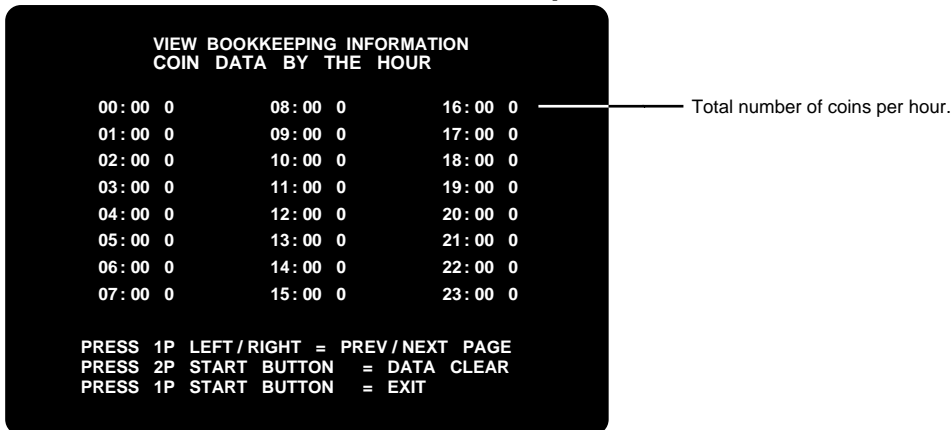 VIEW BOOKKEEPING INFORMATION
COIN DATA BY THE HOUR
00:00 0 08:00 0 16:00 0 Total number of coins per hour.
01:00 0 09:00 0 17:00 0
02:00 0 10:00 0 18:00 0
03:00 0 11:00 0 19:00 0
04:00 0 12:00 0 20:00 0
05:00 0 13:00 0 21:00 0
06:00 0 14:00 0 22:00 0
07:00 0 15:00 0 23:00 0
PRESS 1P LEFT/RIGHT = PREV/NEXT PAGE
PRESS 2P START BUTTON = DATA CLEAR
PRESS 1P START BUTTON = EXIT